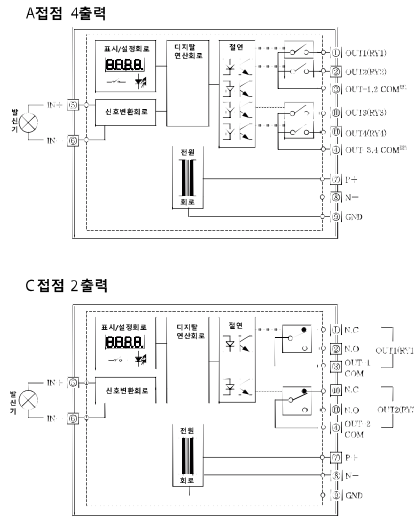 A접점 4출력
표시/설정회로
디지탈
연산회로
절연
8.8.8.8.
신호변환회로
발신기
IN+
IN-
전원
회로
OUT1(RY1)
OUT2(RY2)
OUT-1,2 COM
OUT3(RY3)
OUT4(RY4)
OUT-3,4 COM
P+
N-
GND
C접점 2출력
표시/설정회로
디지탈
연산회로
절연
8.8.8.8.
신호변환회로
발신기
IN+
IN-
전원
회로
N.C
N.O
OUT-1
COM
OUT1(RY1
N.C
N.O
OUT-2
COM
OUT2(RY
P+
N-
GND